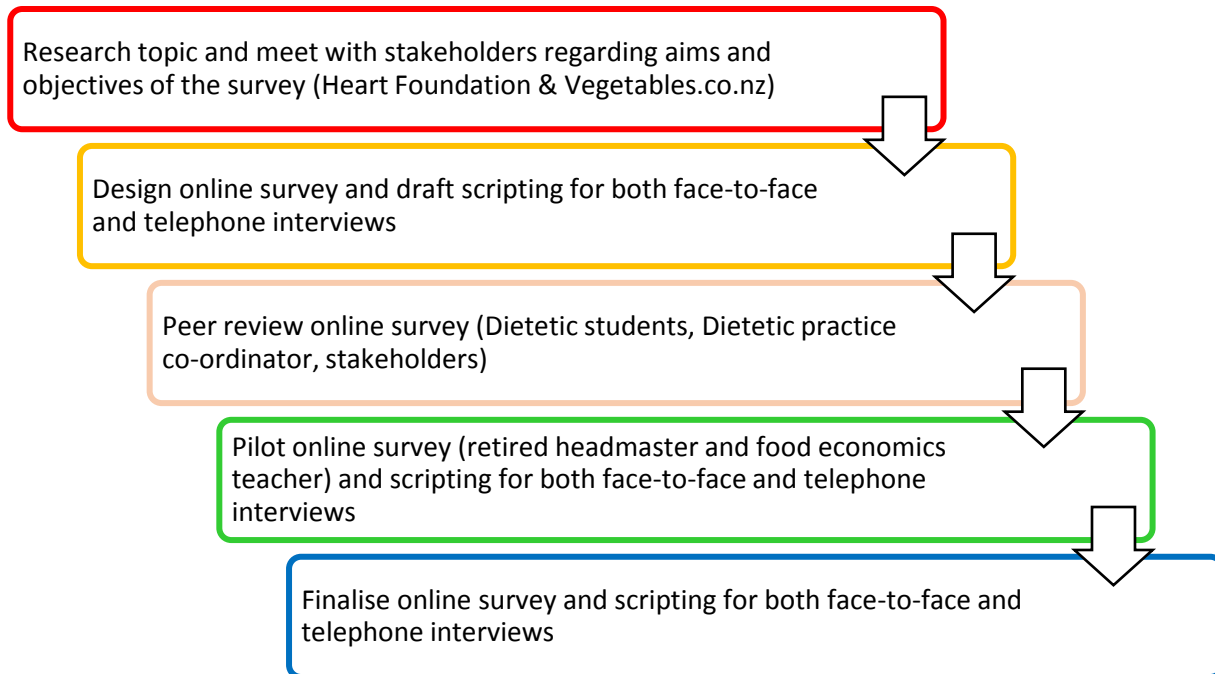 Research topic and meet with stakeholders regarding aims and
objectives of the survey (Heart Foundation & Vegetables.co.nz)
Design online survey and draft scripting for both face-to-face
and telephone interviews
Peer review online survey (Dietetic students, Dietetic practice
co-ordinator, stakeholders)
Pilot online survey (retired headmaster and food economics
teacher) and scripting for both face-to-face and telephone
interviews
Finalise online survey and scripting for both face-to-face and
telephone interviews